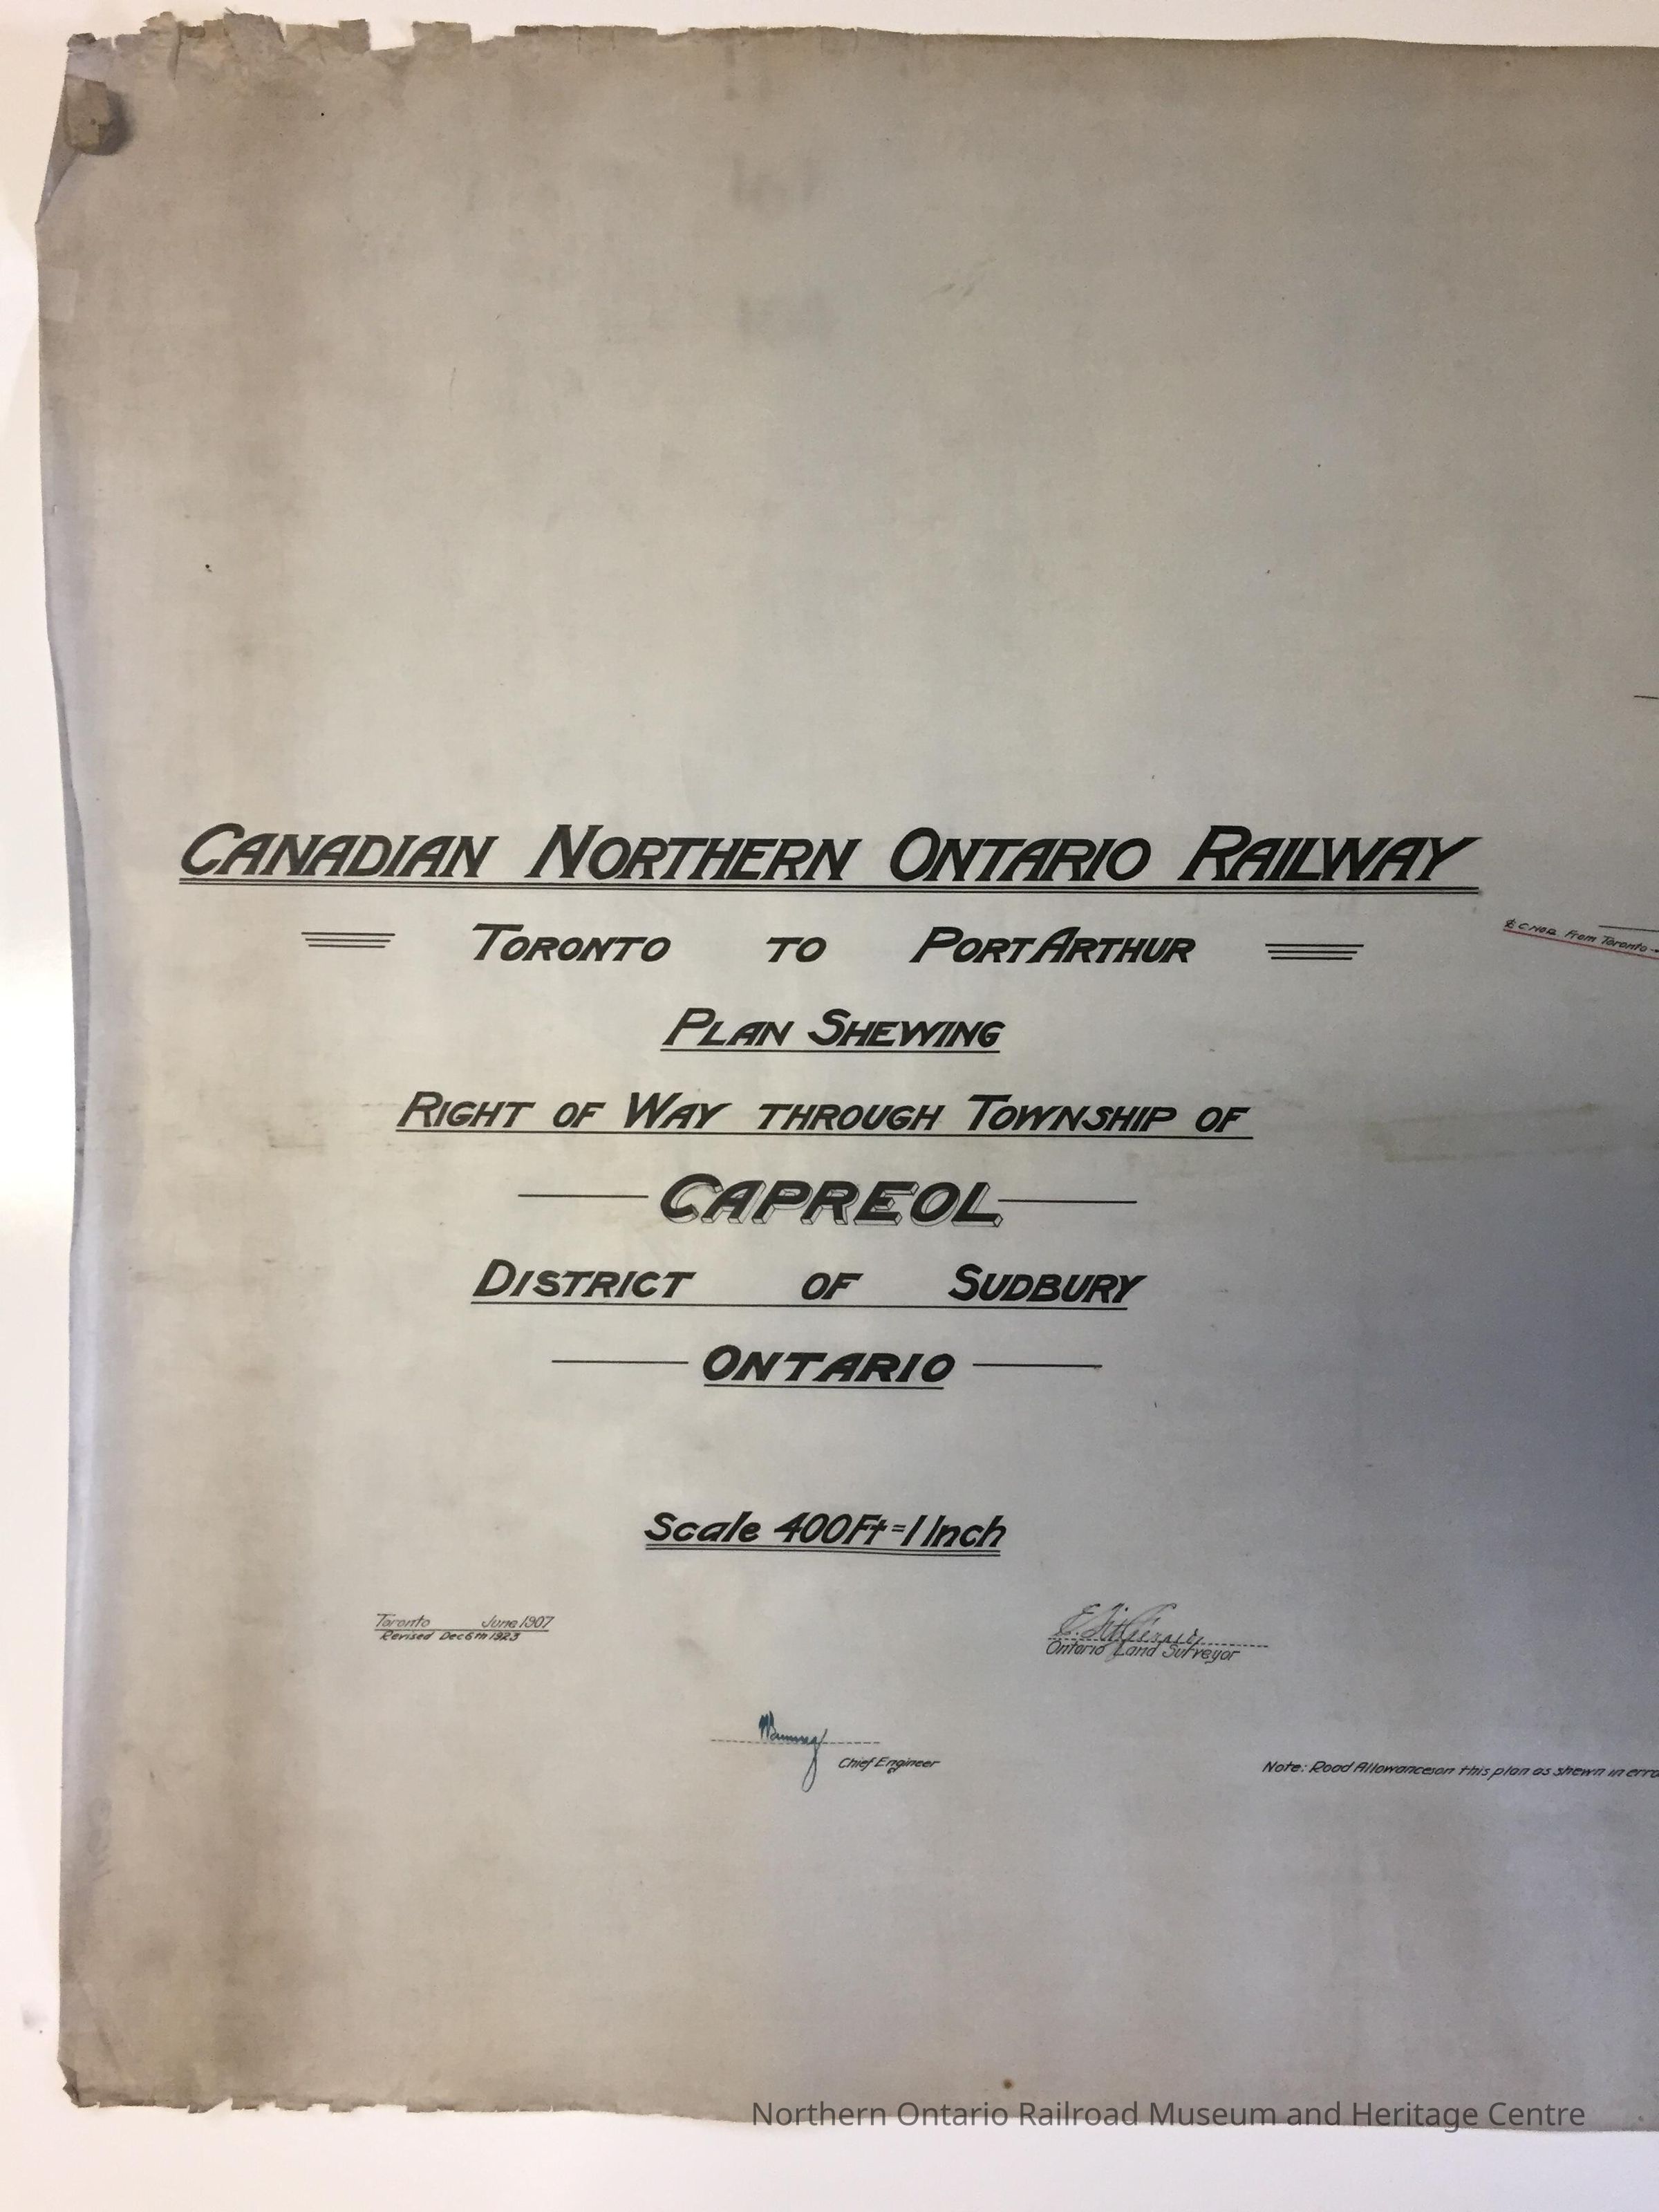 CANADIAN NORTHERN ONTARIO RAILWAY
TORONTO TO PORT ARTHUR
℄ C.N.O.R. From Toronto
PLAN SHEWING
RIGHT OF WAY THROUGH TOWNSHIP OF
CAPREOL
DISTRICT OF SUDBURY
ONTARIO
Scale 400Ft=1 Inch
Toronto June 1907
Revised Dec 6th 1923
Ontario Land Surveyor
Chief Engineer
Note: Road Allowances on this plan as shewn in
Northern Ontario Railroad Museum and Heritage Centre